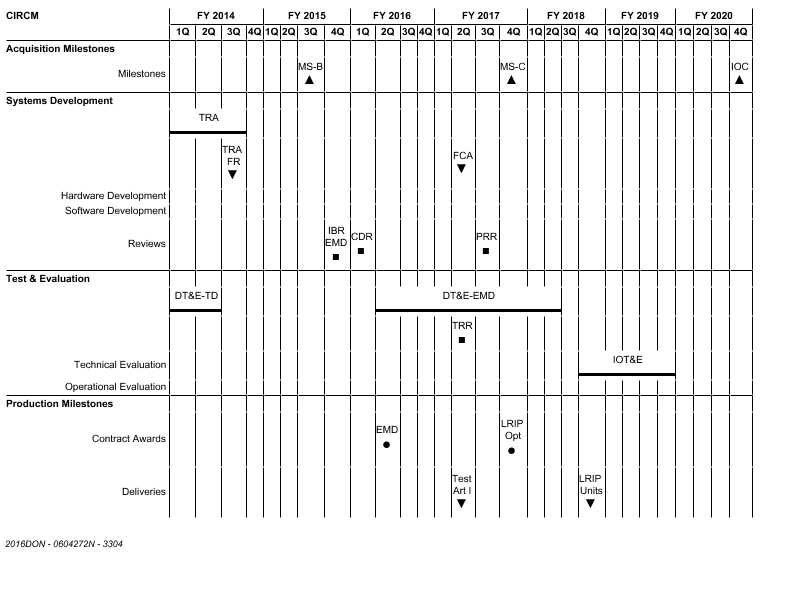 CIRCM FY 2014 FY 2015 FY 2016 FY 2017 FY 2018 FY 2019 FY 2020
1Q 2Q 3Q 4Q 1Q 2Q 3Q 4Q 1Q 2Q 3Q 4Q 1Q 2Q 3Q 4Q 1Q 2Q 3Q 4Q 1Q 2Q 3Q 4Q 1Q 2Q 3Q 4Q
Acquisition Milestones
Milestones MS-B MS-C IOC
Systems Development
TRA
TRA
FR
FCA
Hardware Development
Software Development
Reviews
IBR
EMD
CDR
PRR
Test & Evaluation
DT&E-TD DT&E-EMD
TRR
Technical Evaluation
IOT&E
Operational Evaluation
Production Milestones
Contract Awards
EMD
LRIP
Opt
Deliveries
Test
Art I
LRIP
Units
2016DON - 0604272N - 3304